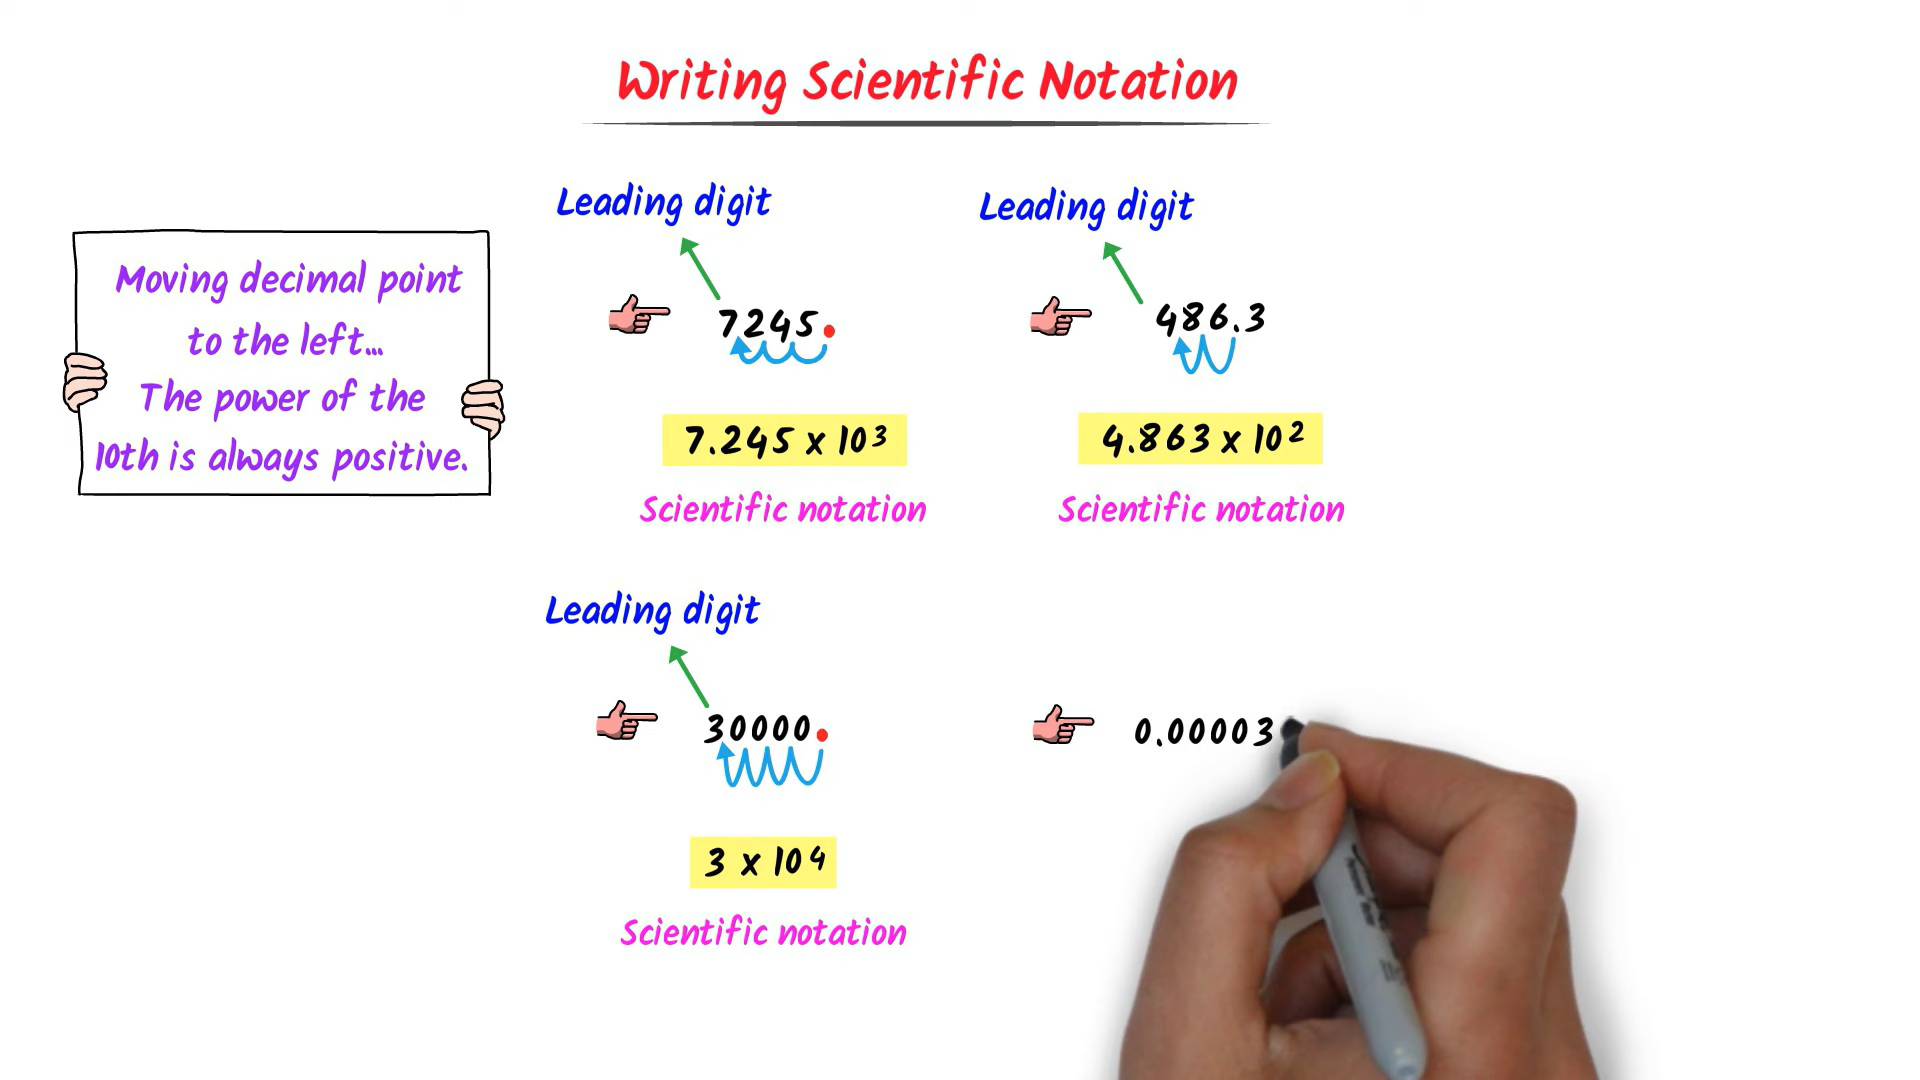 Writing Scientific Notation
Moving decimal point
to the left...
The power of the
10th is always positive.
Leading digit
7245.
7.245 x 10³
Scientific notation
Leading digit
486.3
4.863 x 10²
Scientific notation
Leading digit
30000.
3 x 10⁴
Scientific notation
0.00003